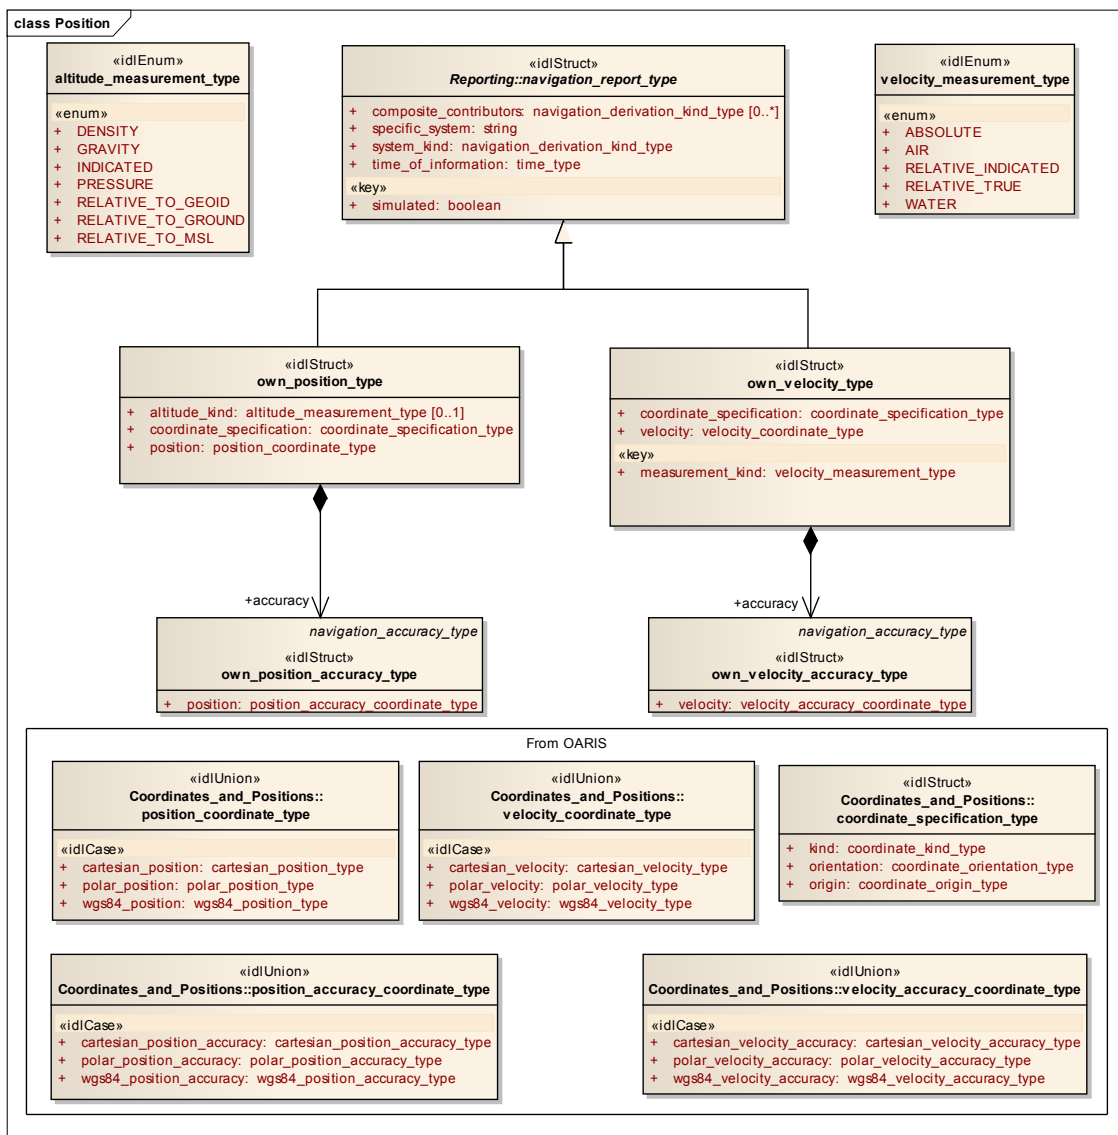 class Position
«idlEnum»
altitude_measurement_type
«enum»
+ DENSITY
+ GRAVITY
+ INDICATED
+ PRESSURE
+ RELATIVE_TO_GEOID
+ RELATIVE_TO_GROUND
+ RELATIVE_TO_MSL
«idlStruct»
Reporting::navigation_report_type
+ composite_contributors: navigation_derivation_kind_type [0..*]
+ specific_system: string
+ system_kind: navigation_derivation_kind_type
+ time_of_information: time_type
«key»
+ simulated: boolean
«idlEnum»
velocity_measurement_type
«enum»
+ ABSOLUTE
+ AIR
+ RELATIVE_INDICATED
+ RELATIVE_TRUE
+ WATER
«idlStruct»
own_position_type
+ altitude_kind: altitude_measurement_type [0..1]
+ coordinate_specification: coordinate_specification_type
+ position: position_coordinate_type
«idlStruct»
own_velocity_type
+ coordinate_specification: coordinate_specification_type
+ velocity: velocity_coordinate_type
«key»
+ measurement_kind: velocity_measurement_type
+accuracy
+accuracy
navigation_accuracy_type
«idlStruct»
own_position_accuracy_type
+ position: position_accuracy_coordinate_type
navigation_accuracy_type
«idlStruct»
own_velocity_accuracy_type
+ velocity: velocity_accuracy_coordinate_type
From OARIS
«idlUnion»
Coordinates_and_Positions::
position_coordinate_type
«idlCase»
+ cartesian_position: cartesian_position_type
+ polar_position: polar_position_type
+ wgs84_position: wgs84_position_type
«idlUnion»
Coordinates_and_Positions::
velocity_coordinate_type
«idlCase»
+ cartesian_velocity: cartesian_velocity_type
+ polar_velocity: polar_velocity_type
+ wgs84_velocity: wgs84_velocity_type
«idlStruct»
Coordinates_and_Positions::
coordinate_specification_type
+ kind: coordinate_kind_type
+ orientation: coordinate_orientation_type
+ origin: coordinate_origin_type
«idlUnion»
Coordinates_and_Positions::position_accuracy_coordinate_type
«idlCase»
+ cartesian_position_accuracy: cartesian_position_accuracy_type
+ polar_position_accuracy: polar_position_accuracy_type
+ wgs84_position_accuracy: wgs84_position_accuracy_type
«idlUnion»
Coordinates_and_Positions::velocity_accuracy_coordinate_type
«idlCase»
+ cartesian_velocity_accuracy: cartesian_velocity_accuracy_type
+ polar_velocity_accuracy: polar_velocity_accuracy_type
+ wgs84_velocity_accuracy: wgs84_velocity_accuracy_type